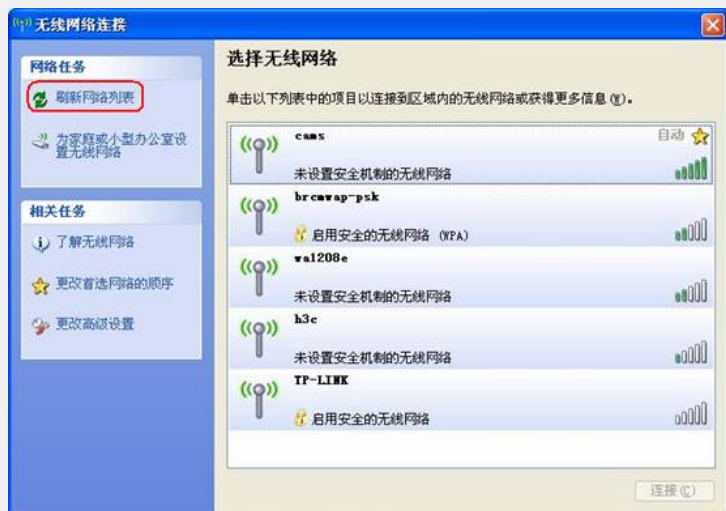 无线网络连接
网络任务
刷新网络列表
为家庭或小型办公室设
置无线网络
相关任务
了解无线网络
更改首选网络的顺序
更改高级设置
选择无线网络
单击以下列表中的项目以连接到区域内的无线网络或获得更多信息(W)。
cams
自动
未设置安全机制的无线网络
brcmwap-psk
启用安全的无线网络 (WPA)
wa1208e
未设置安全机制的无线网络
h3c
未设置安全机制的无线网络
TP-LINK
启用安全的无线网络
连接(C)